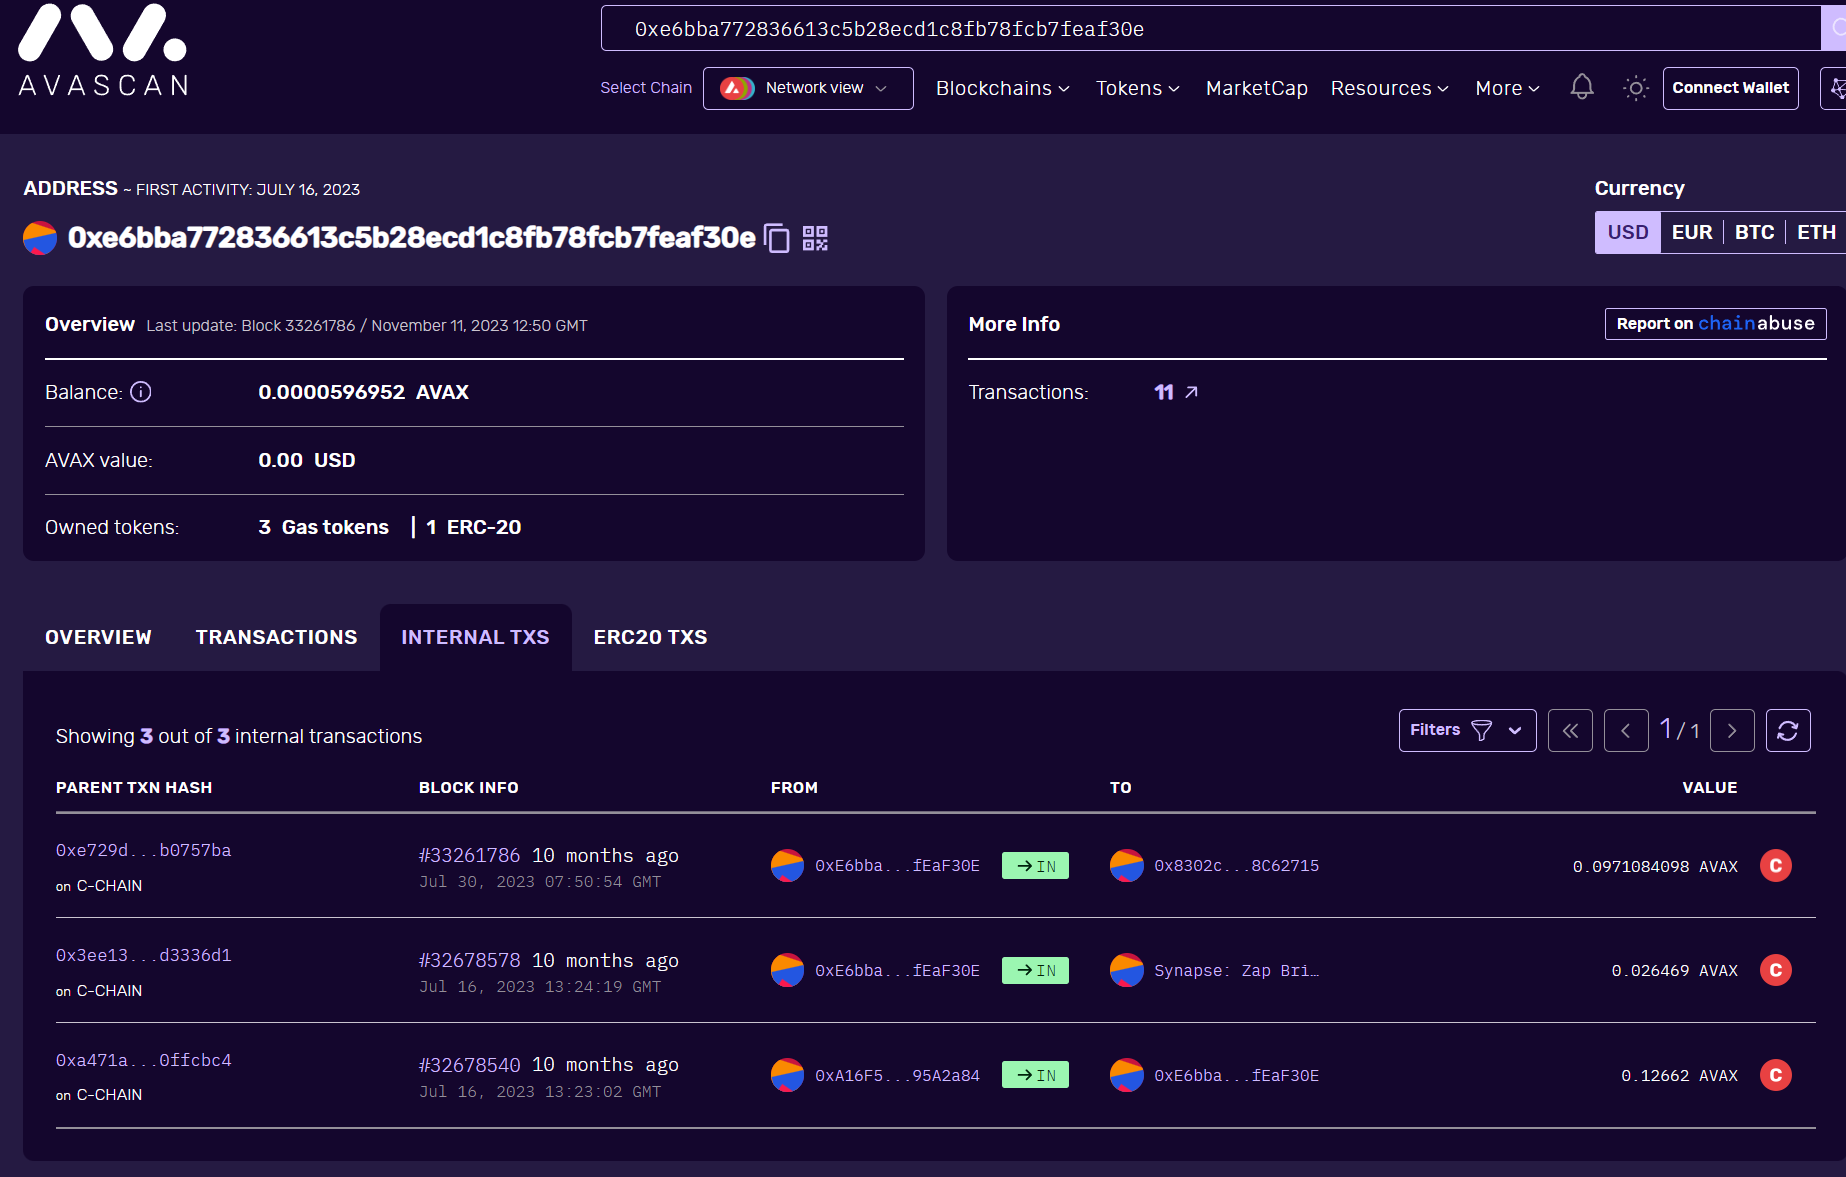 AVASCAN
0xe6bba772836613c5b28ecd1c8fb78fcb7feaf30e
Select Chain Network view Blockchains Tokens MarketCap Resources More Connect Wallet
ADDRESS ~ FIRST ACTIVITY: JULY 16, 2023
0xe6bba772836613c5b28ecd1c8fb78fcb7feaf30e
Currency
USD EUR BTC ETH
Overview Last update: Block 33261786 / November 11, 2023 12:50 GMT
Balance: 0.0000596952 AVAX
AVAX value: 0.00 USD
Owned tokens: 3 Gas tokens | 1 ERC-20
More Info Report on chainabuse
Transactions: 11
OVERVIEW TRANSACTIONS INTERNAL TXS ERC20 TXS
Showing 3 out of 3 internal transactions
Filters 1 / 1
PARENT TXN HASH BLOCK INFO FROM TO VALUE
0xe729d...b0757ba #33261786 10 months ago 0xE6bba...fEaF30E IN 0x8302c...8C62715 0.0971084098 AVAX C
on C-CHAIN Jul 30, 2023 07:50:54 GMT
0x3ee13...d3336d1 #32678578 10 months ago 0xE6bba...fEaF30E IN Synapse: Zap Bri… 0.026469 AVAX C
on C-CHAIN Jul 16, 2023 13:24:19 GMT
0xa471a...0ffcbc4 #32678540 10 months ago 0xA16F5...95A2a84 IN 0xE6bba...fEaF30E 0.12662 AVAX C
on C-CHAIN Jul 16, 2023 13:23:02 GMT